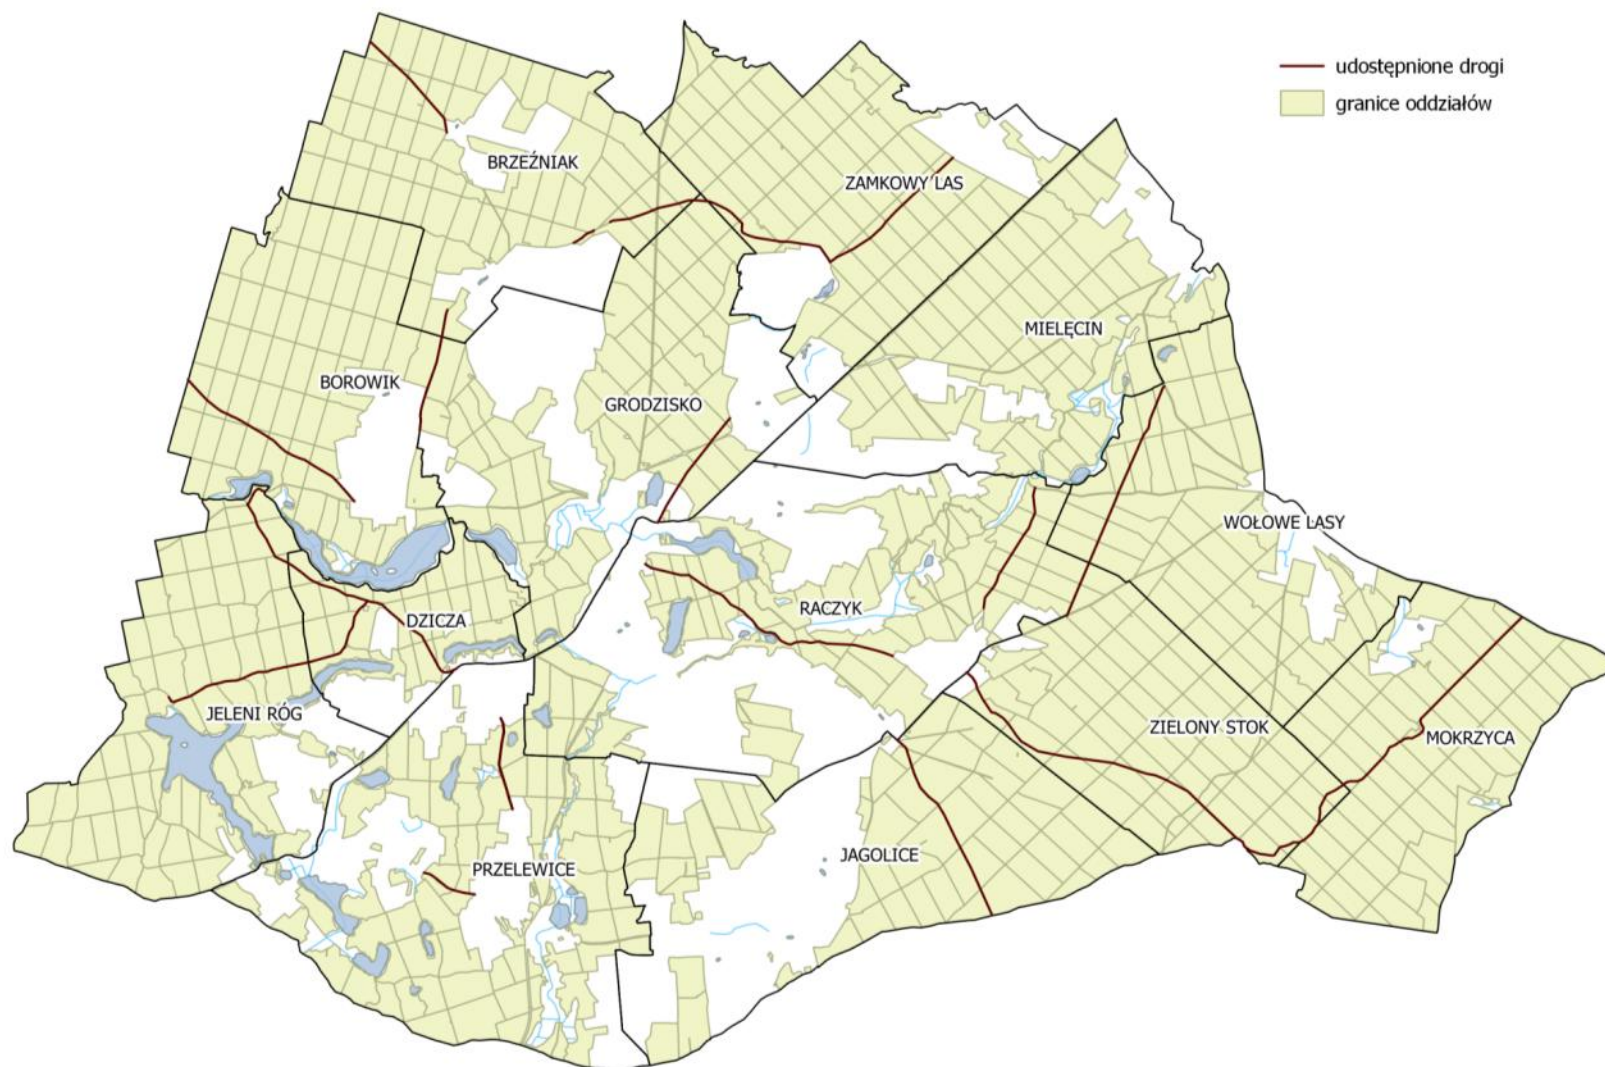 udostępnione drogi
granice oddziałów
BRZEŹNIAK
ZAMKOWY LAS
MIELĘCIN
BOROWIK
GRODZISKO
WOŁOWE LASY
RACZYK
DZICZA
JELENI RÓG
ZIELONY STOK
MOKRZYCA
JAGOLICE
PRZELEWICE